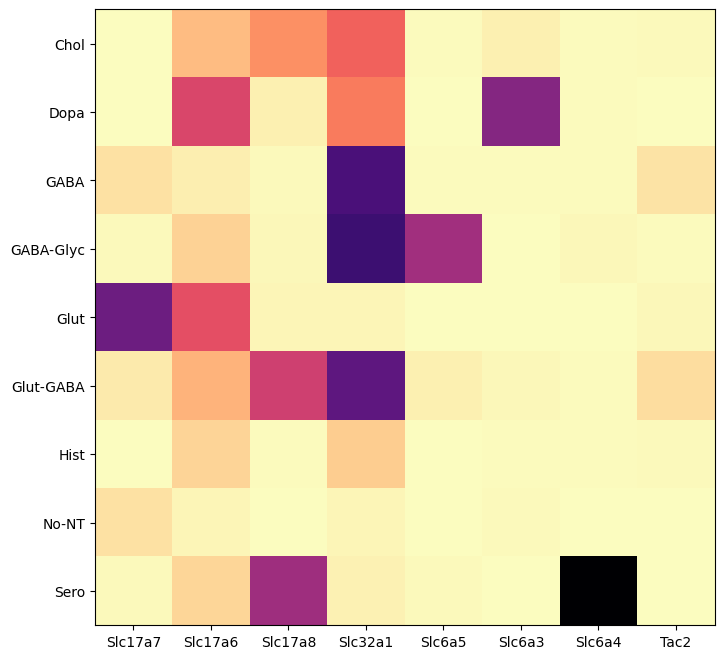 Chol
Dopa
GABA
GABA-Glyc
Glut
Glut-GABA
Hist
No-NT
Sero
Slc17a7 Slc17a6 Slc17a8 Slc32a1 Slc6a5 Slc6a3 Slc6a4 Tac2